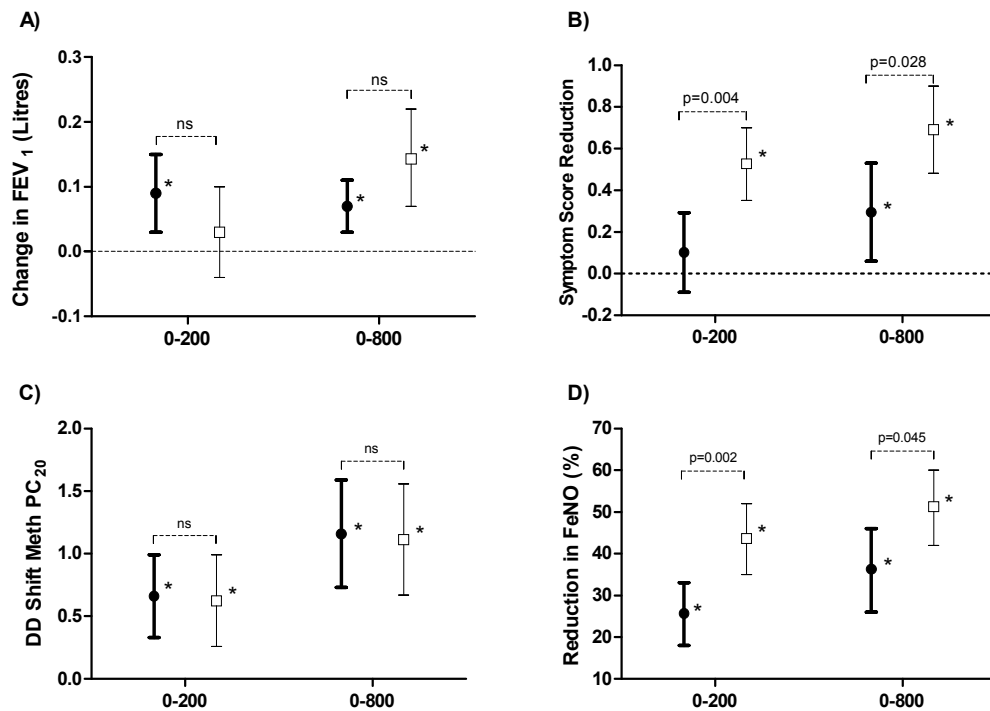 A)
Change in FEV 1 (Litres)
0.3
0.2
0.1
0.0
-0.1
ns
ns
*
*
*
0-200
0-800
B)
Symptom Score Reduction
1.0
0.8
0.6
0.4
0.2
0.0
-0.2
p=0.004
p=0.028
*
*
*
0-200
0-800
C)
DD Shift Meth PC20
2.0
1.5
1.0
0.5
0.0
ns
ns
*
*
*
*
0-200
0-800
D)
Reduction in FeNO (%)
70
60
50
40
30
20
10
p=0.002
p=0.045
*
*
*
*
0-200
0-800